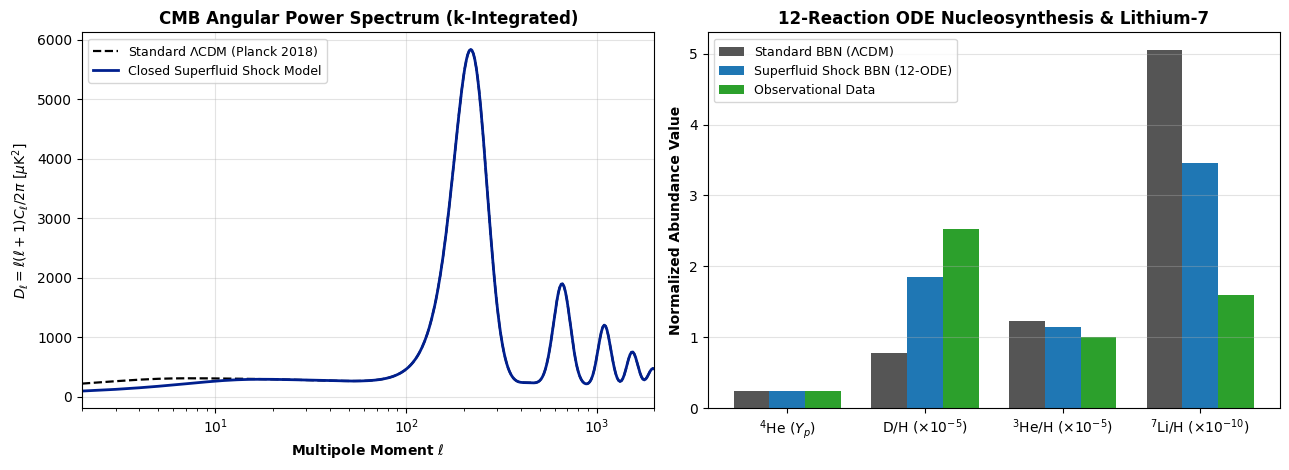 CMB Angular Power Spectrum (k-Integrated)
Standard ΛCDM (Planck 2018)
Closed Superfluid Shock Model
6000
5000
4000
3000
2000
1000
0
Dℓ = ℓ(ℓ + 1)Cℓ/2π [μK²]
10¹
10²
10³
Multipole Moment ℓ
12-Reaction ODE Nucleosynthesis & Lithium-7
Standard BBN (ΛCDM)
Superfluid Shock BBN (12-ODE)
Observational Data
5
4
3
2
1
0
Normalized Abundance Value
⁴He (Yₚ)
D/H (×10⁻⁵)
³He/H (×10⁻⁵)
⁷Li/H (×10⁻¹⁰)